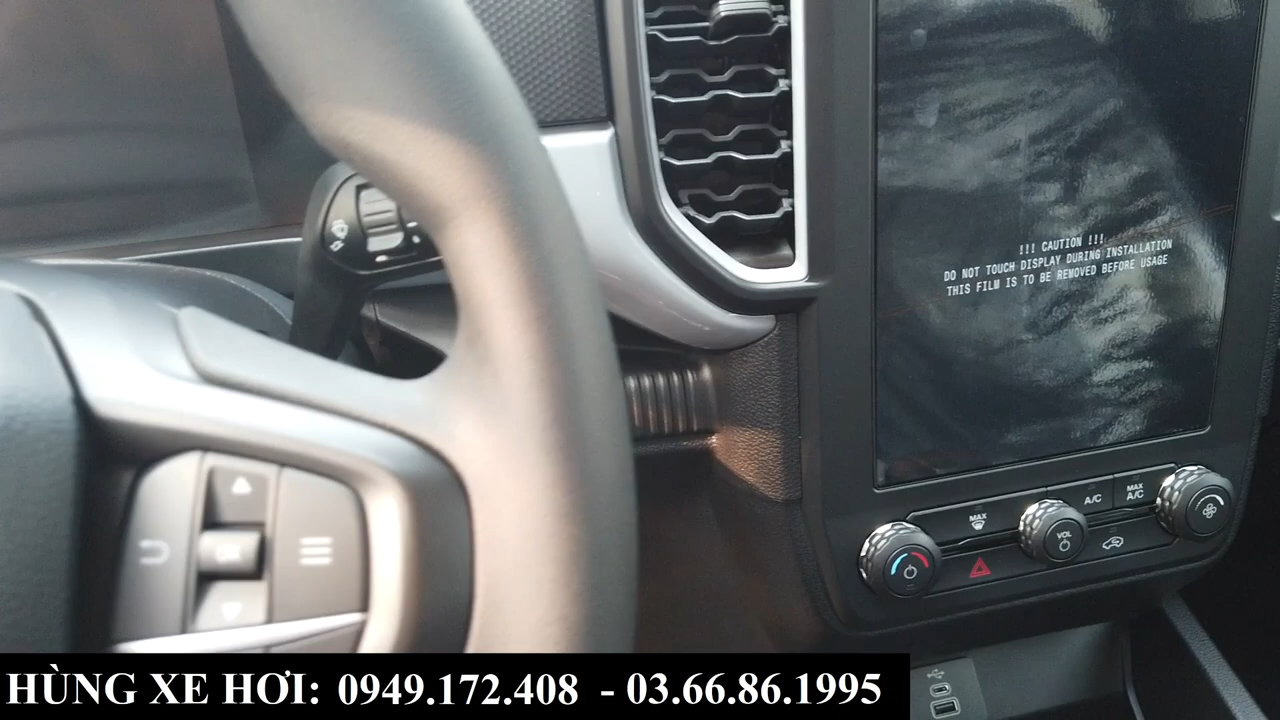 !!! CAUTION !!!
DO NOT TOUCH DISPLAY DURING INSTALLATION
THIS FILM IS TO BE REMOVED BEFORE USAGE
MAX
VOL
A/C
MAX
A/C
OK
HÙNG XE HƠI: 0949.172.408 - 03.66.86.1995